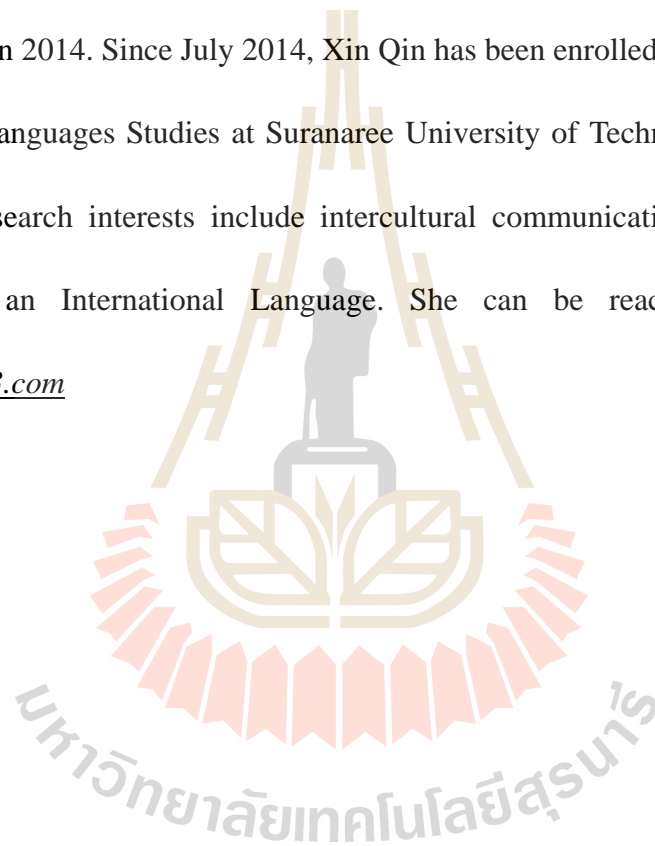 n 2014. Since July 2014, Xin Qin has been enrolled
anguages Studies at Suranaree University of Techn
search interests include intercultural communicati
an International Language. She can be reac
.com
มหาวิทยาลัยเทคโนโลยีสุรนารี